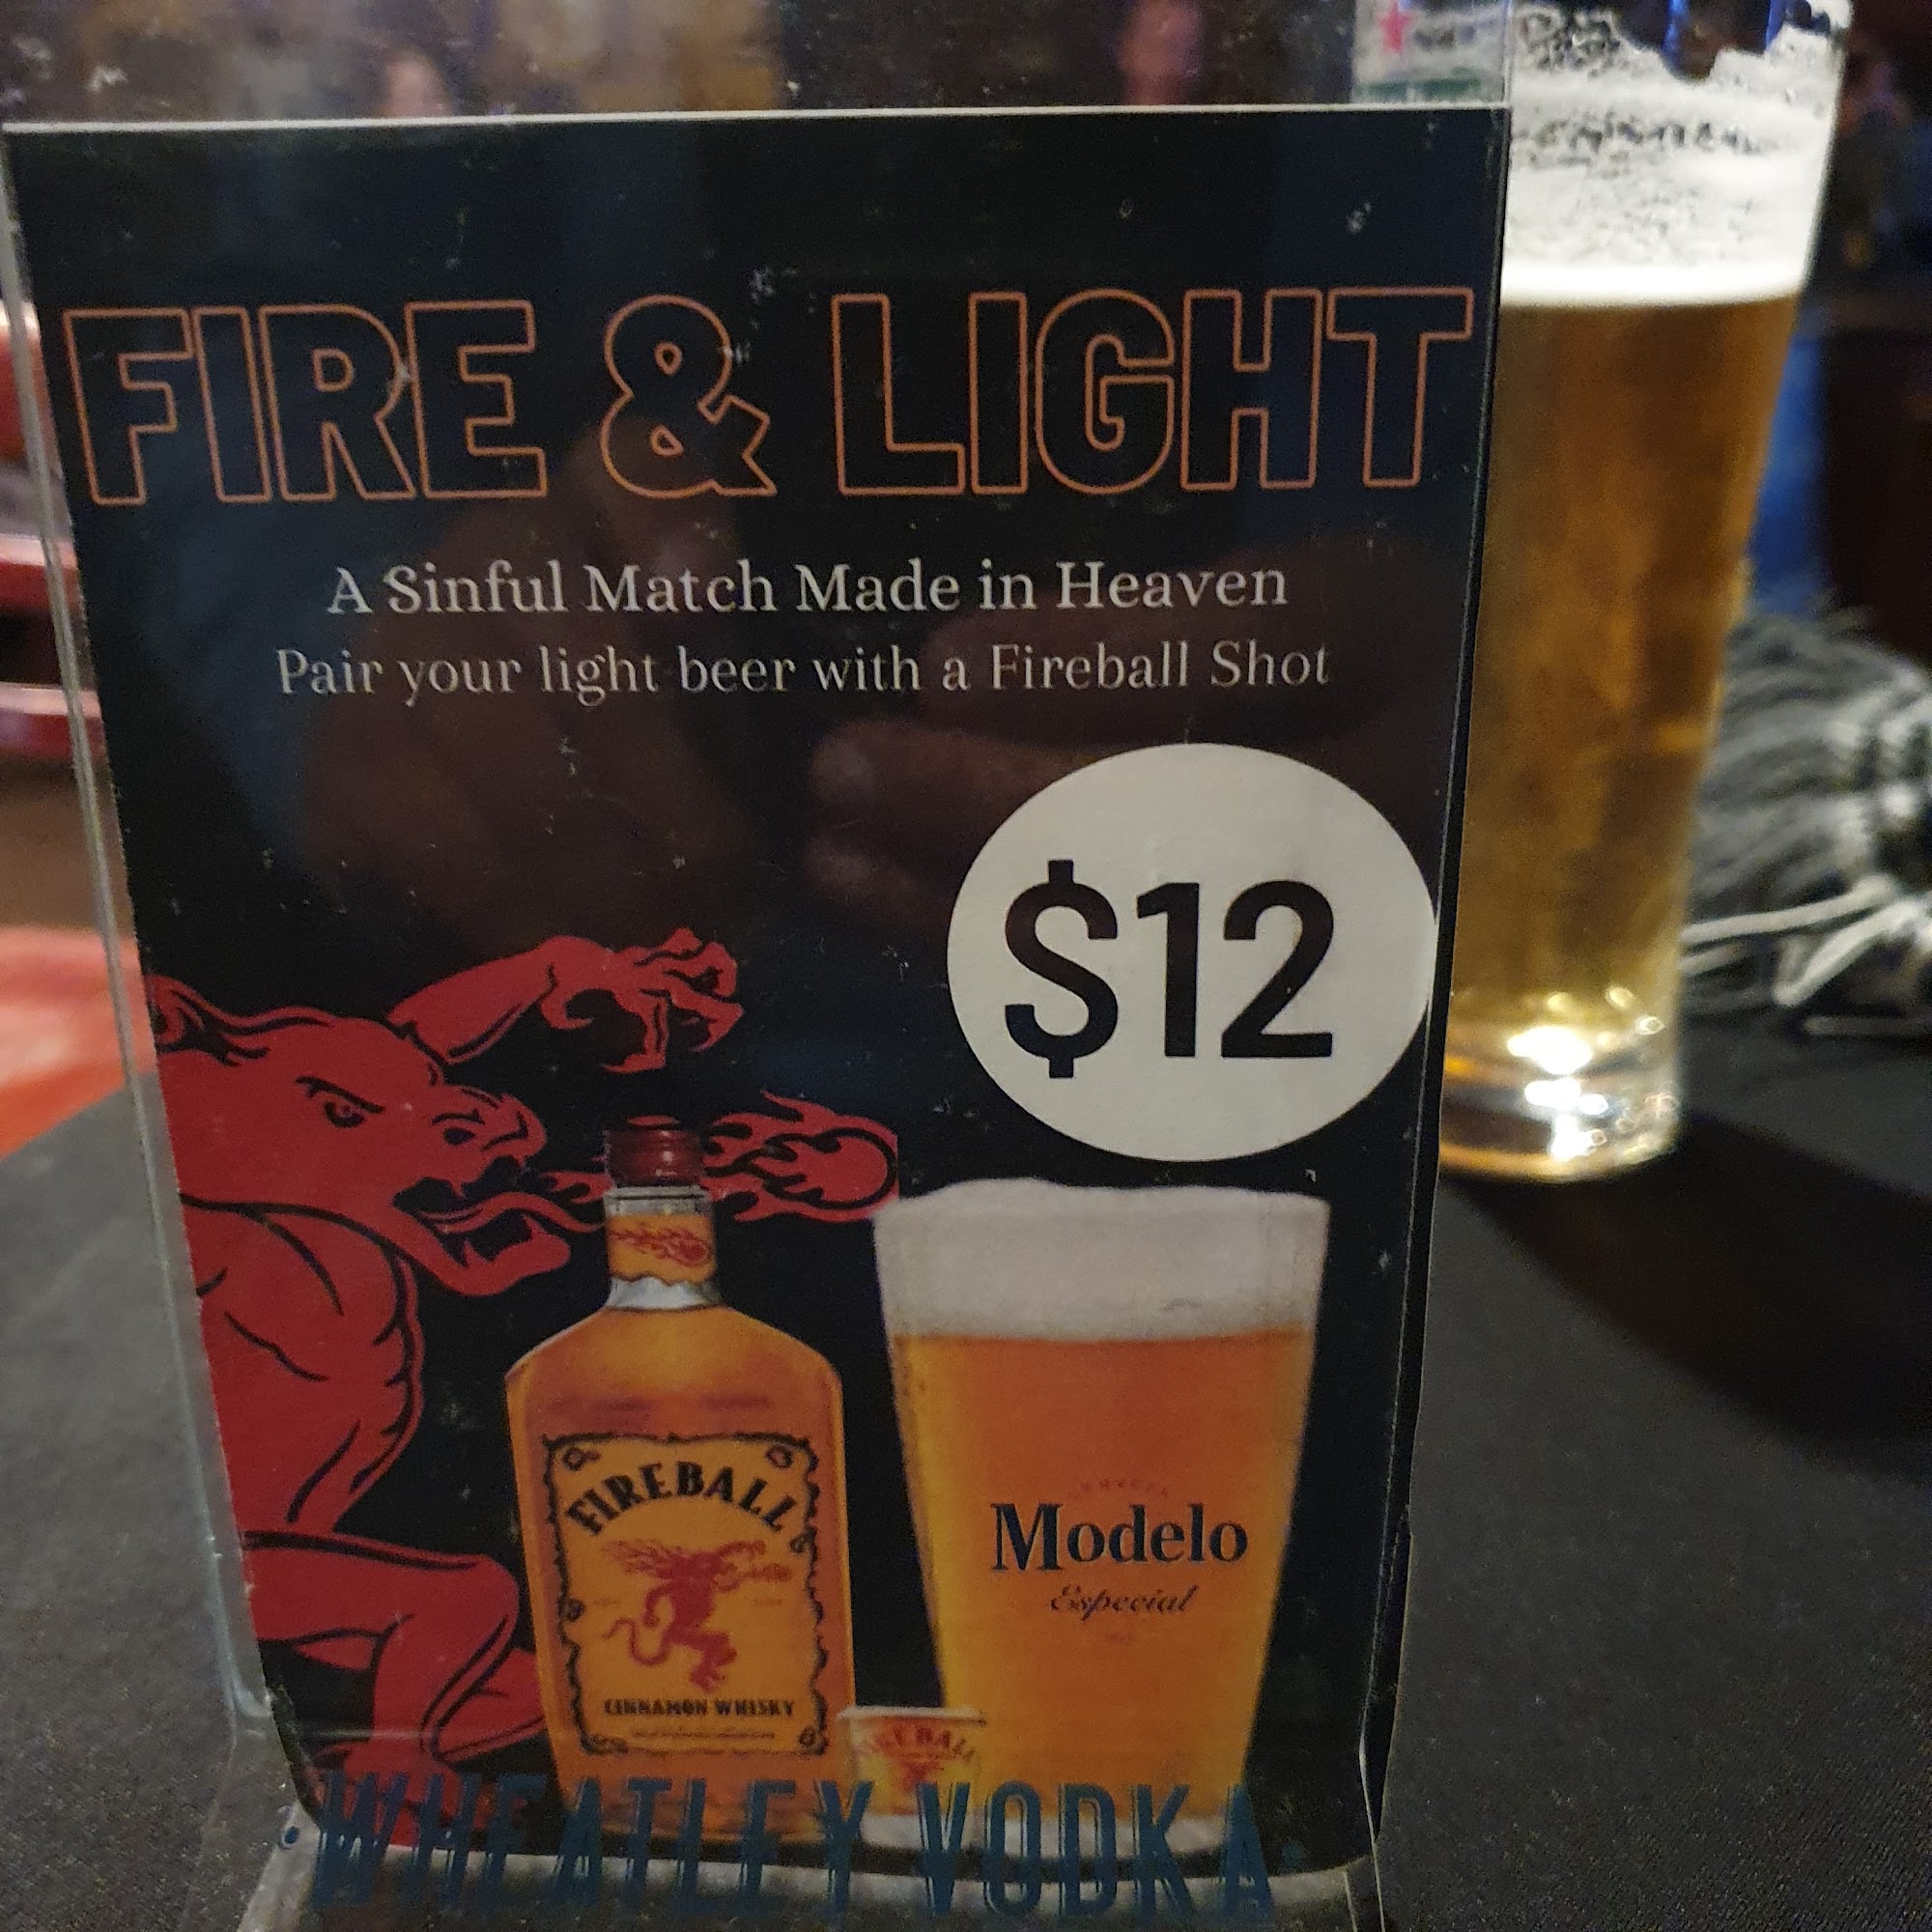 FIRE & LIGHT
A Sinful Match Made in Heaven
Pair your light beer with a Fireball Shot
$12
FIREBALL
CINNAMON WHISKY
Modelo
Especial
FIREBALL
WHEATLEY VODKA